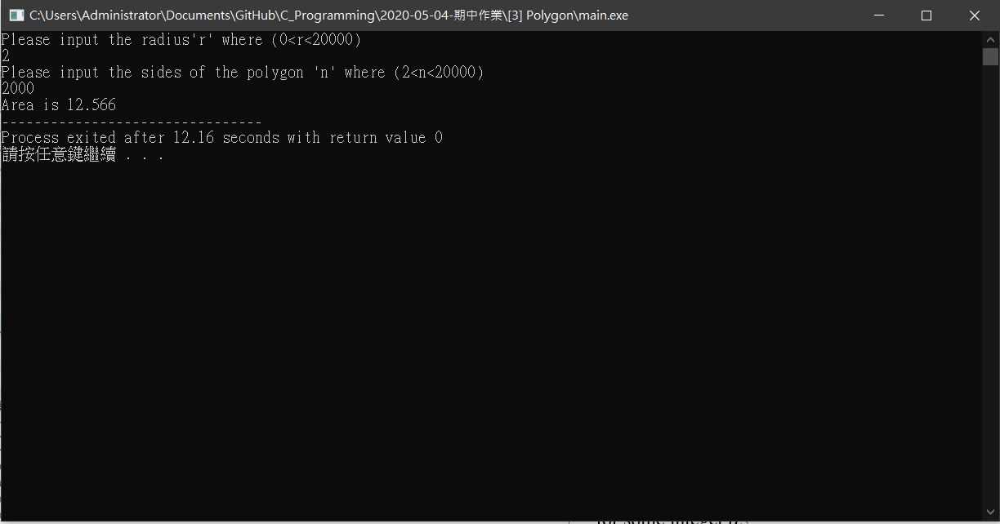 C:\Users\Administrator\Documents\GitHub\C_Programming\2020-05-04-期中作業\[3] Polygon\main.exe
Please input the radius'r' where (0<r<20000)
2
Please input the sides of the polygon 'n' where (2<n<20000)
2000
Area is 12.566
--------------------------------
Process exited after 12.16 seconds with return value 0
請按任意鍵繼續 . . .